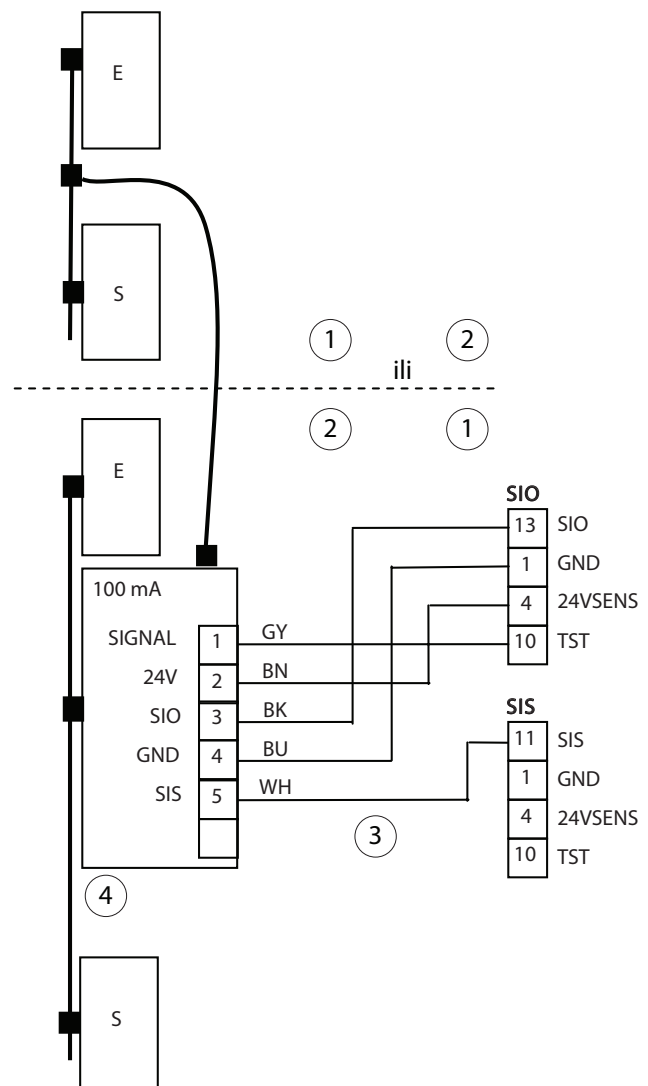 E
S
1 2
ili
2 1
E
SIO
13 SIO
1 GND
4 24VSENS
10 TST
100 mA
SIGNAL 1 GY
24V 2 BN
SIO 3 BK
GND 4 BU
SIS 5 WH
SIS
11 SIS
1 GND
4 24VSENS
10 TST
3
4
S